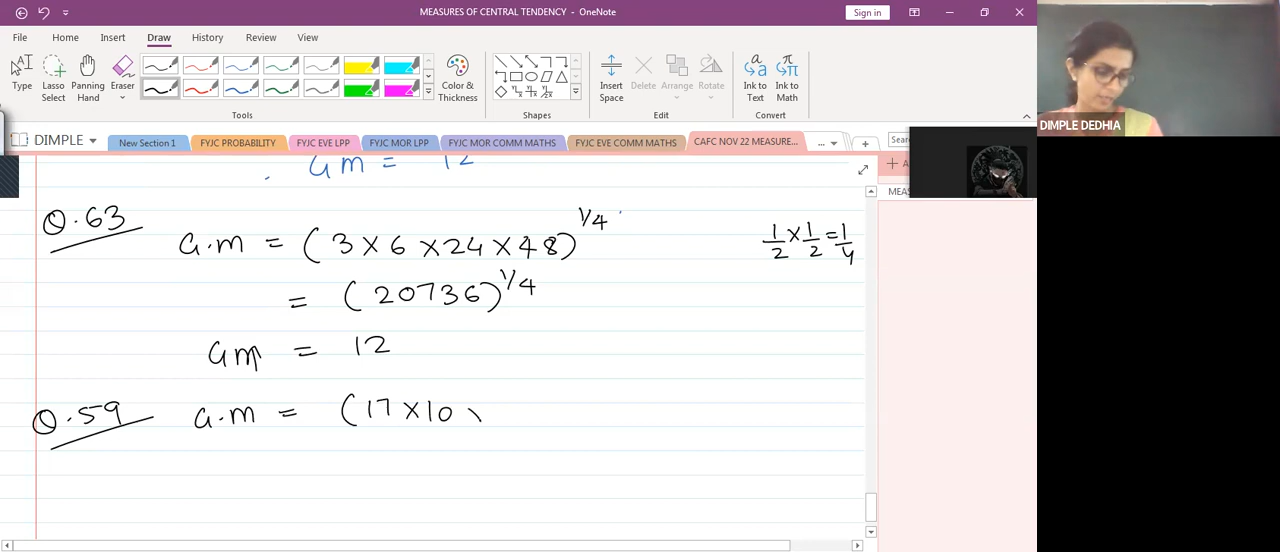 MEASURES OF CENTRAL TENDENCY - OneNote
Sign in
File Home Insert Draw History Review View
Type
Lasso Select
Panning Hand
Eraser
Color & Thickness
Insert Space
Delete
Arrange
Rotate
Ink to Text
Ink to Math
Tools
Shapes
Edit
Convert
DIMPLE
New Section 1
FYJC PROBABILITY
FYJC EVE LPP
FYJC MOR LPP
FYJC MOR COMM MATHS
FYJC EVE COMM MATHS
CAFC NOV 22 MEASURE...
...
Sear
A
MEAS
DIMPLE DEDHIA
G.M = 12
Q.63
G.M = (3 × 6 × 24 × 48)^1/4
1/2 × 1/2 = 1/4
= (20736)^1/4
GM = 12
Q.59 G.M = (17 × 10